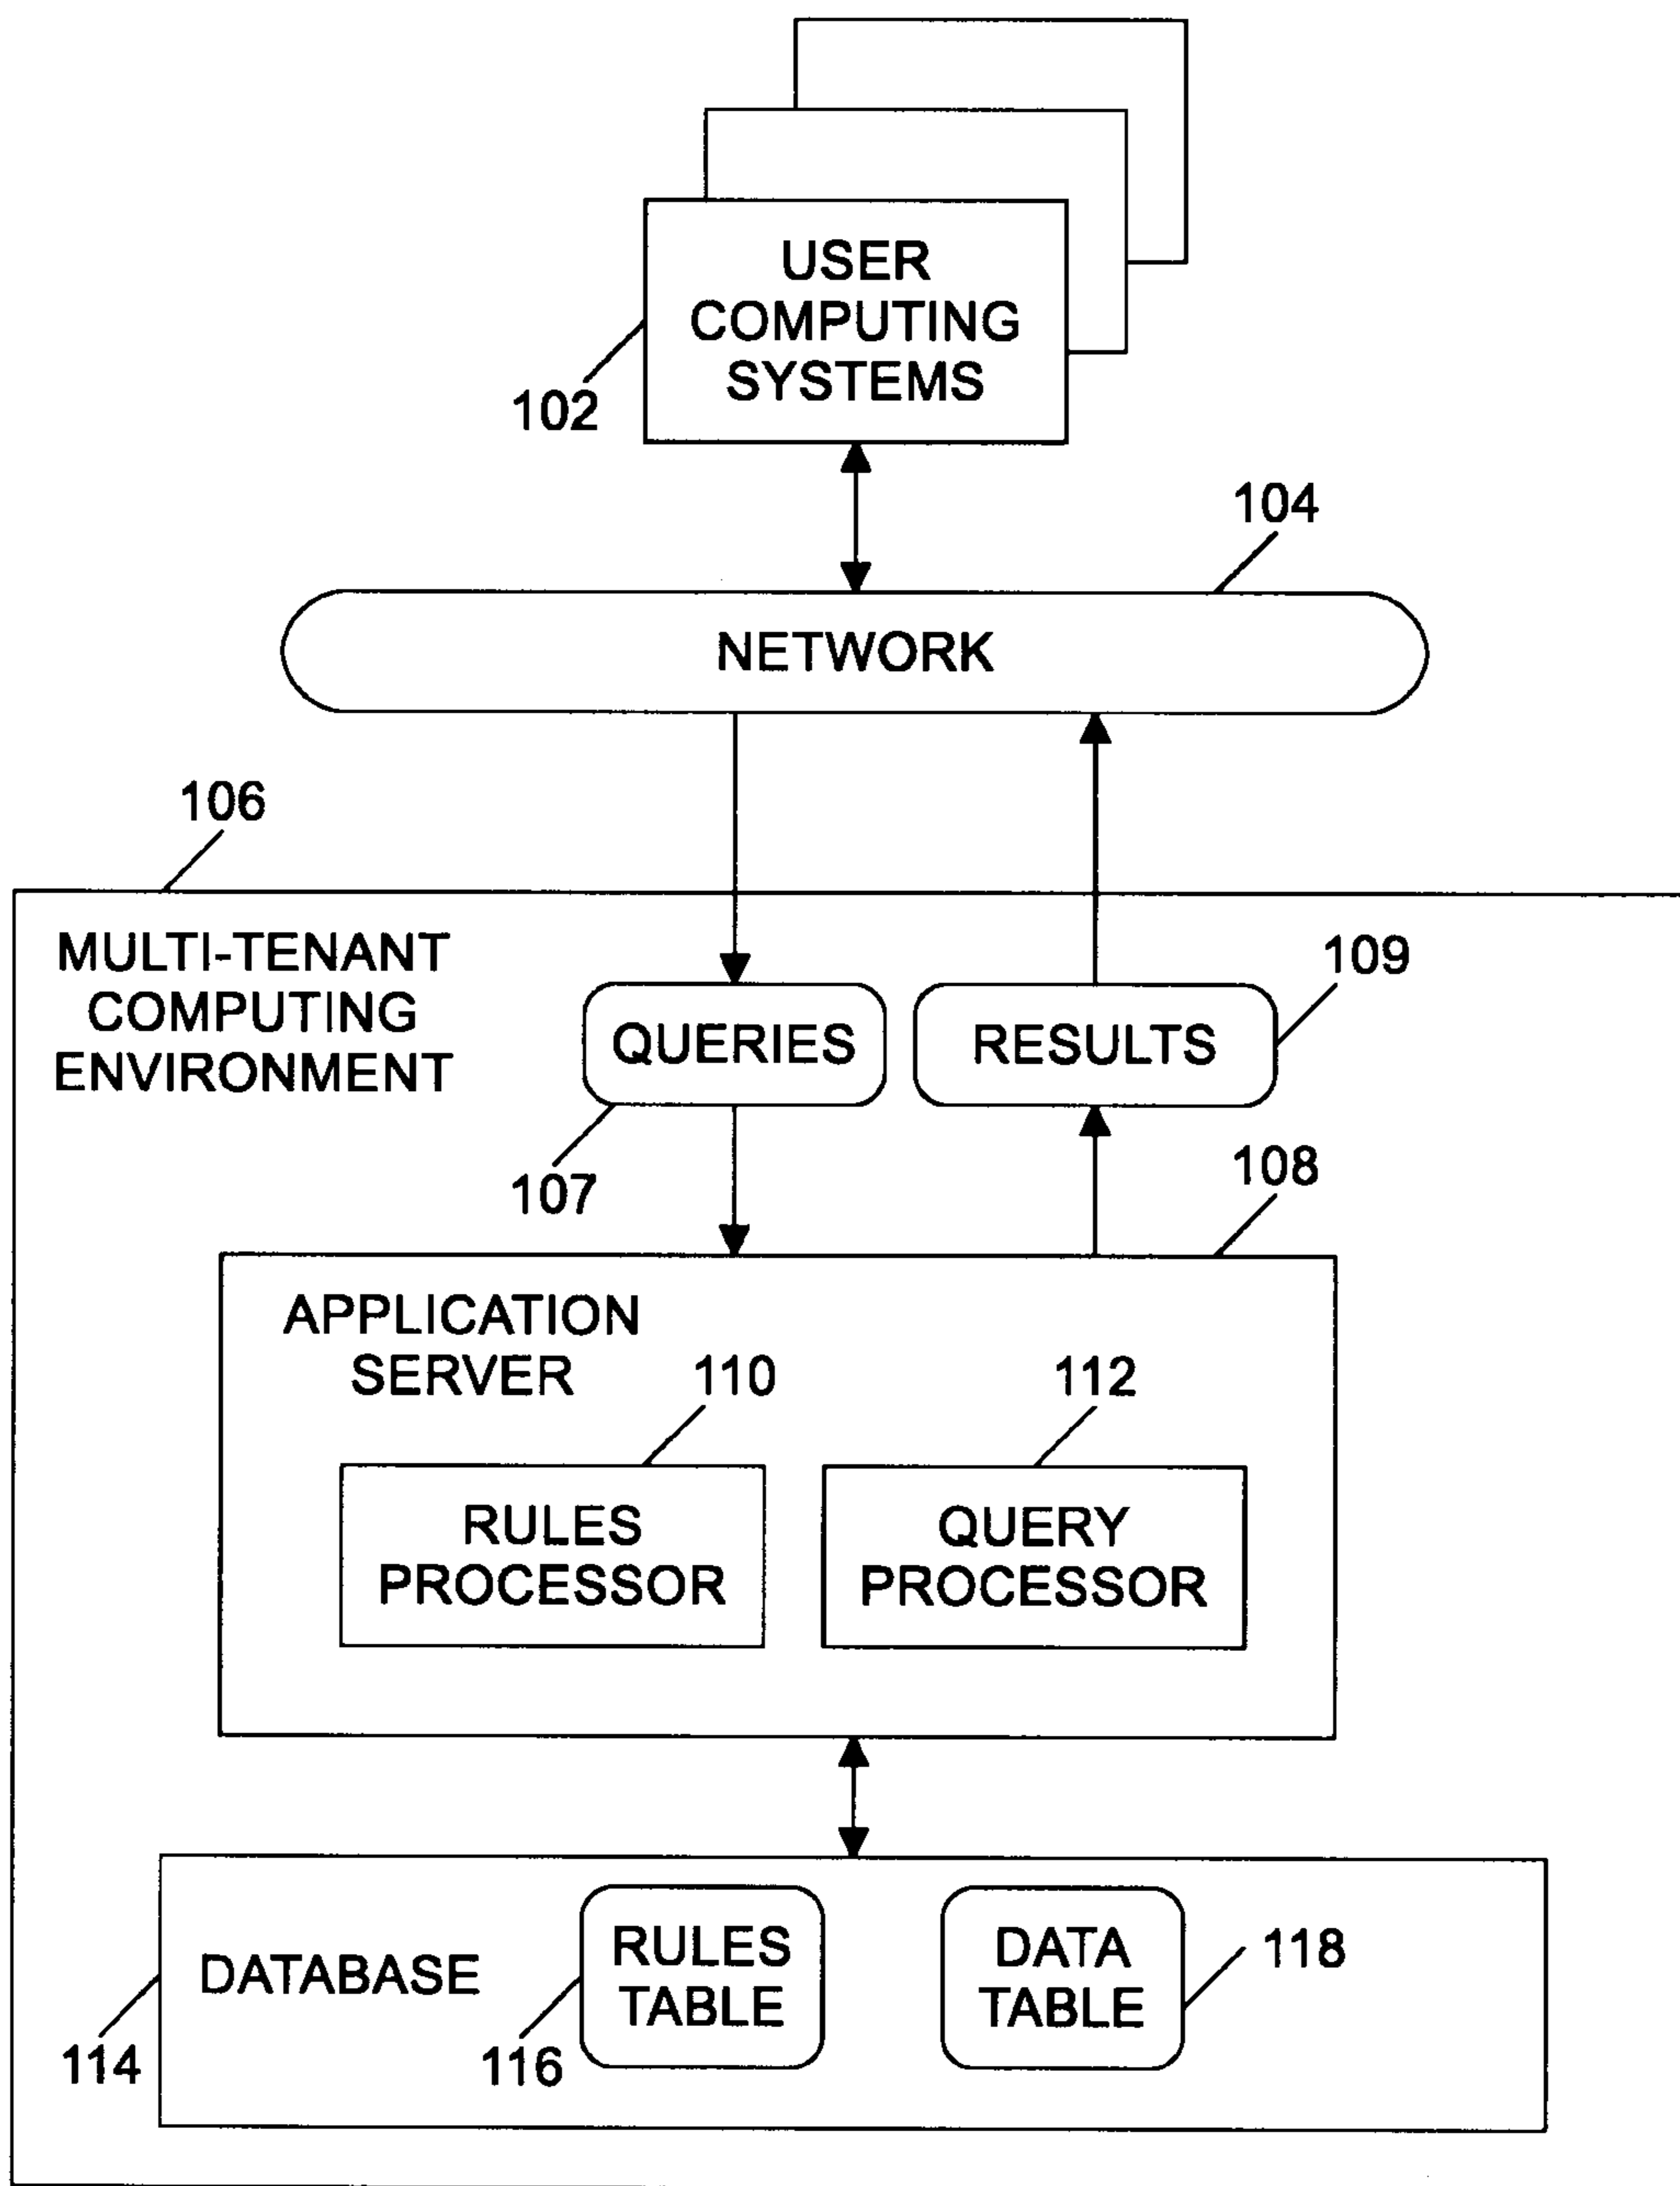 USER
COMPUTING
SYSTEMS
102
104
NETWORK
106
MULTI-TENANT
COMPUTING
ENVIRONMENT
QUERIES
RESULTS
109
107
108
APPLICATION
SERVER
110
112
RULES
PROCESSOR
QUERY
PROCESSOR
DATABASE
RULES
TABLE
DATA
TABLE
118
114
116